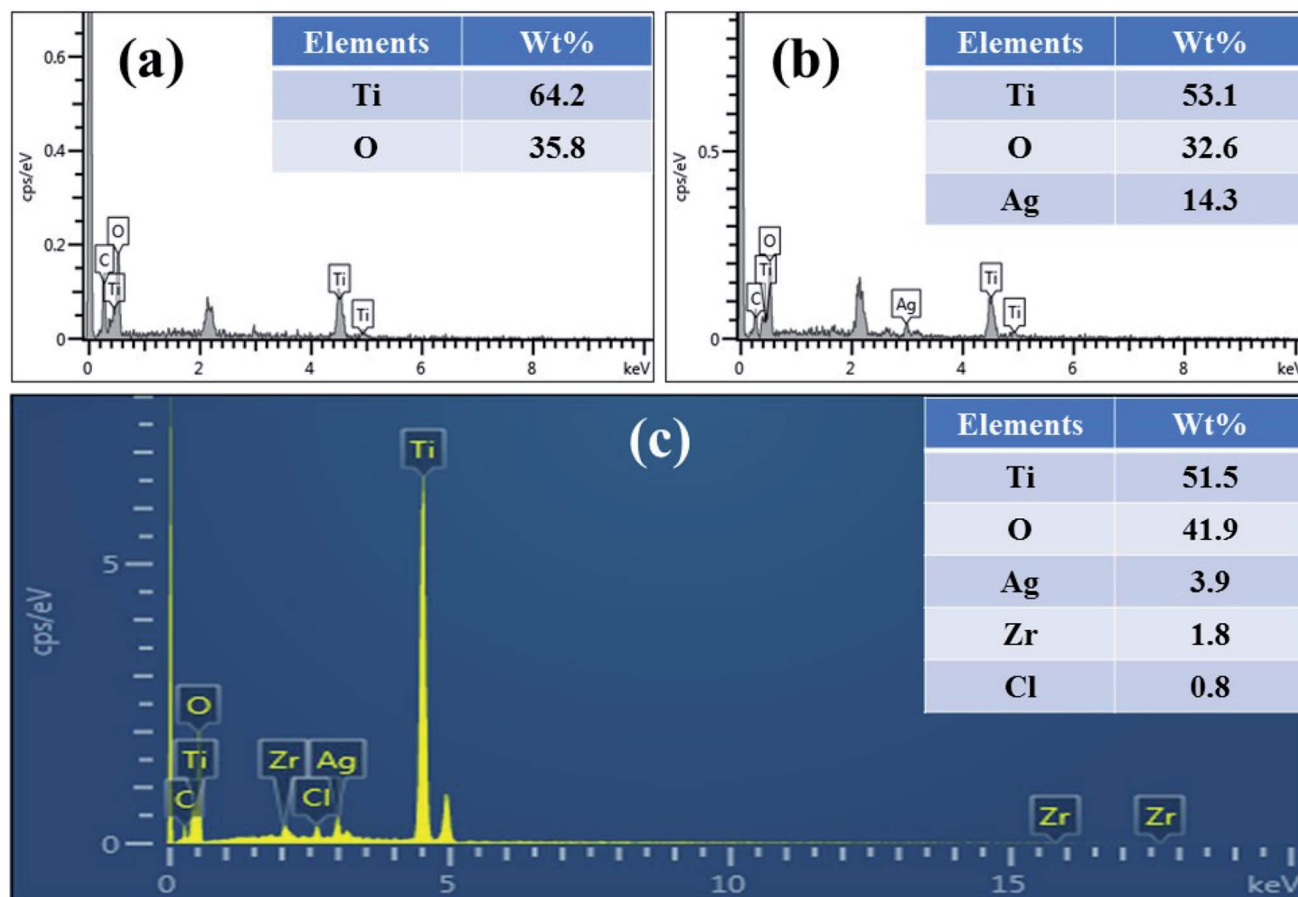 (a)
Elements Wt%
Ti 64.2
O 35.8
0.6
0.4
0.2
0
cps/eV
C
O
Ti
Ti
Ti
0 2 4 6 8 keV
(b)
Elements Wt%
Ti 53.1
O 32.6
Ag 14.3
0.5
0
cps/eV
O
Ti
C
Ag
Ti
Ti
0 2 4 6 8 keV
(c)
Elements Wt%
Ti 51.5
O 41.9
Ag 3.9
Zr 1.8
Cl 0.8
Ti
5
cps/eV
O
Ti Zr Ag
C Cl
Zr Zr
0
0 5 10 15 keV